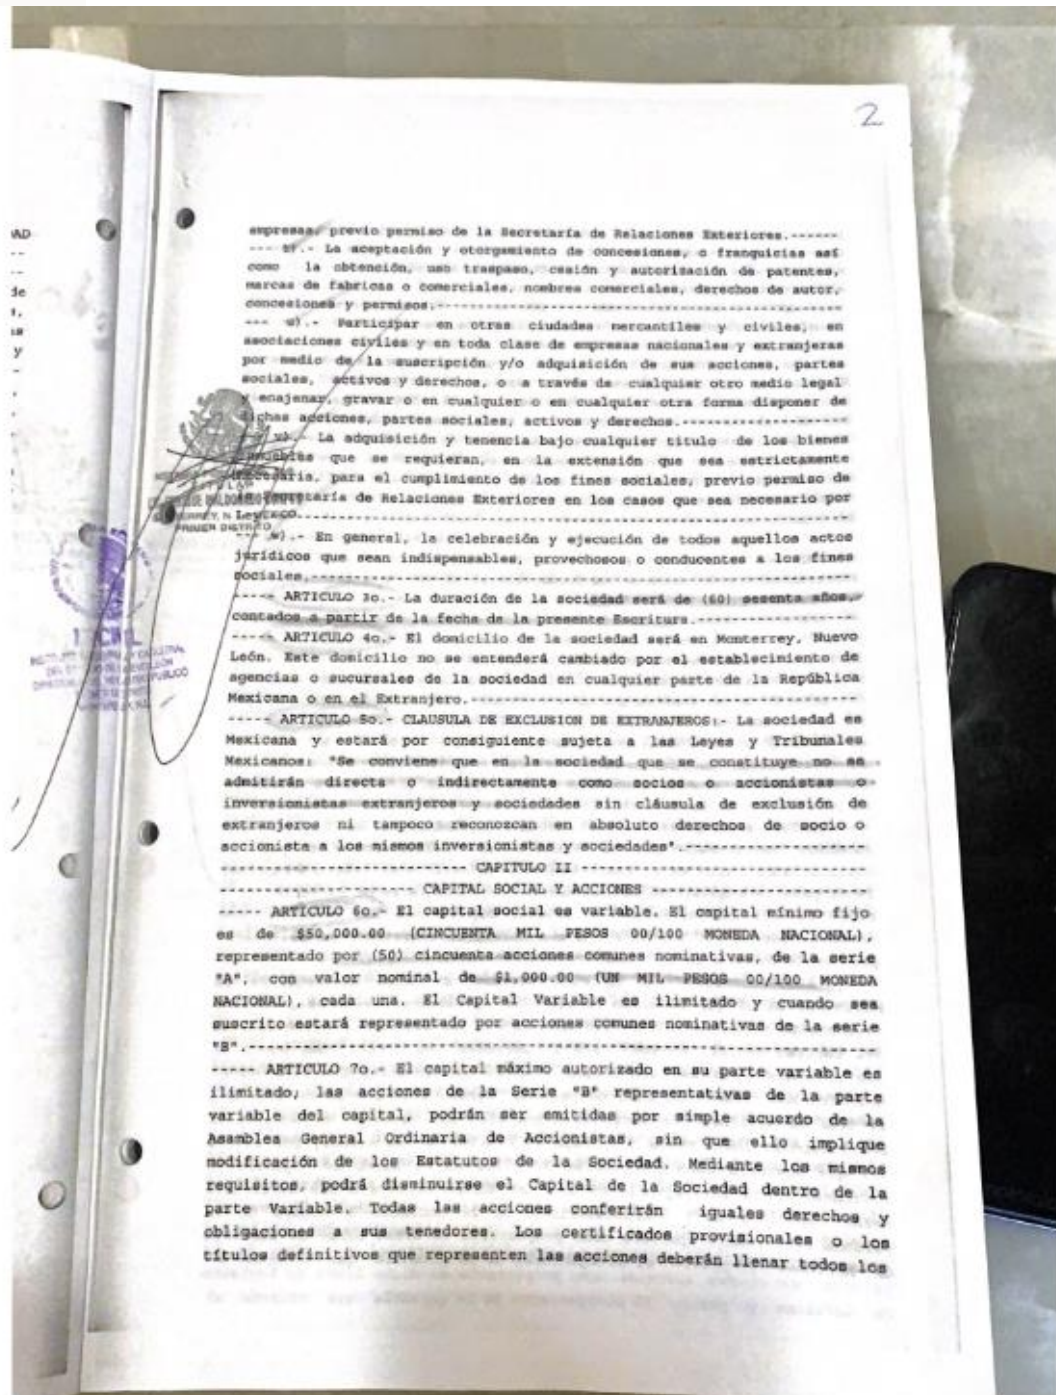 2
empresas, previo permiso de la Secretaría de Relaciones Exteriores.------
--- t).- La aceptación y otorgamiento de concesiones, o franquicias así
como la obtención, uso traspaso, cesión y autorización de patentes,
marcas de fabricas o comerciales, nombres comerciales, derechos de autor,
concesiones y permisos.-----------------------------------------------
--- u).- Participar en otras ciudades mercantiles y civiles, en
asociaciones civiles y en toda clase de empresas nacionales y extranjeras
por medio de la suscripción y/o adquisición de sus acciones, partes
sociales, activos y derechos, o a través de cualquier otro medio legal
y enajenar, gravar o en cualquier o en cualquier otra forma disponer de
dichas acciones, partes sociales, activos y derechos.--------------------
v).- La adquisición y tenencia bajo cualquier titulo de los bienes
inmuebles que se requieran, en la extensión que sea estrictamente
necesaria, para el cumplimiento de los fines sociales, previo permiso de
Secretaría de Relaciones Exteriores en los casos que sea necesario por
Ley.
PRIMER DISTRITO
--- w).- En general, la celebración y ejecución de todos aquellos actos
jurídicos que sean indispensables, provechosos o conducentes a los fines
sociales.-------------------------------------------------------------
----- ARTICULO 3o.- La duración de la sociedad será de (60) sesenta años,
contados a partir de la fecha de la presente Escritura.------------------
----- ARTICULO 4o.- El domicilio de la sociedad será en Monterrey, Nuevo
León. Este domicilio no se entenderá cambiado por el establecimiento de
agencias o sucursales de la sociedad en cualquier parte de la República
Mexicana o en el Extranjero.--------------------------------------------
----- ARTICULO 5o.- CLAUSULA DE EXCLUSION DE EXTRANJEROS:- La sociedad es
Mexicana y estará por consiguiente sujeta a las Leyes y Tribunales
Mexicanos: "Se conviene que en la sociedad que se constituye no se
admitirán directa o indirectamente como socios o accionistas o
inversionistas extranjeros y sociedades sin cláusula de exclusión de
extranjeros ni tampoco reconozcan en absoluto derechos de socio o
accionista a los mismos inversionistas y sociedades".--------------------
---------------------------- CAPITULO II --------------------------------
---------------------- CAPITAL SOCIAL Y ACCIONES ------------------------
----- ARTICULO 6o.- El capital social es variable. El capital mínimo fijo
es de $50,000.00 (CINCUENTA MIL PESOS 00/100 MONEDA NACIONAL),
representado por (50) cincuenta acciones comunes nominativas, de la serie
"A", con valor nominal de $1,000.00 (UN MIL PESOS 00/100 MONEDA
NACIONAL), cada una. El Capital Variable es ilimitado y cuando sea
suscrito estará representado por acciones comunes nominativas de la serie
"B".---------------------------------------------------------------------
----- ARTICULO 7o.- El capital máximo autorizado en su parte variable es
ilimitado; las acciones de la Serie "B" representativas de la parte
variable del capital, podrán ser emitidas por simple acuerdo de la
Asamblea General Ordinaria de Accionistas, sin que ello implique
modificación de los Estatutos de la Sociedad. Mediante los mismos
requisitos, podrá disminuirse el Capital de la Sociedad dentro de la
parte Variable. Todas las acciones conferirán iguales derechos y
obligaciones a sus tenedores. Los certificados provisionales o los
títulos definitivos que representen las acciones deberán llenar todos los